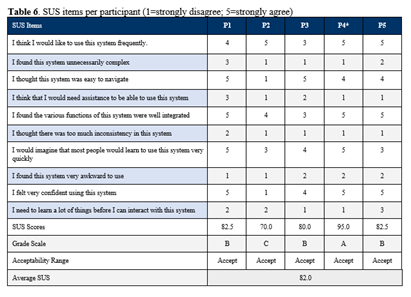 Table 6. SUS items per participant (1=strongly disagree; 5=strongly agree)
SUS Items P1 P2 P3 P4* P5
I think I would like to use this system frequently. 4 5 3 5 5
I found this system unnecessarily complex 3 1 1 1 2
I thought this system was easy to navigate 5 1 5 4 4
I think that I would need assistance to be able to use this system 3 1 2 1 1
I found the various functions of this system were well integrated 5 4 3 5 5
I thought there was too much inconsistency in this system 2 1 1 1 1
I would imagine that most people would learn to use this system very 5 3 4 5 3
quickly
I found this system very awkward to use 1 1 2 2 2
I felt very confident using this system 5 1 4 5 5
I need to learn a lot of things before I can interact with this system 2 2 1 1 3
SUS Scores 82.5 70.0 80.0 95.0 82.5
Grade Scale B C B A B
Acceptability Range Accept Accept Accept Accept Accept
Average SUS 82.0